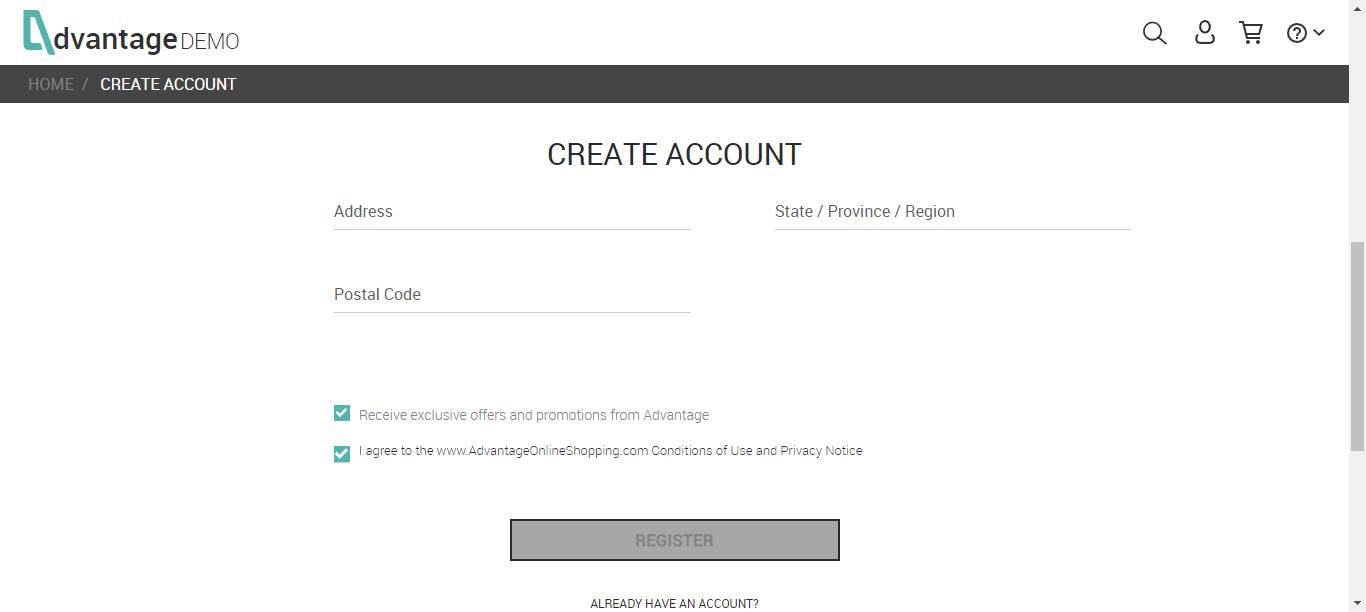 dvantage DEMO
HOME / CREATE ACCOUNT
CREATE ACCOUNT
Address
State / Province / Region
Postal Code
Receive exclusive offers and promotions from Advantage
I agree to the www.AdvantageOnlineShopping.com Conditions of Use and Privacy Notice
REGISTER
ALREADY HAVE AN ACCOUNT?